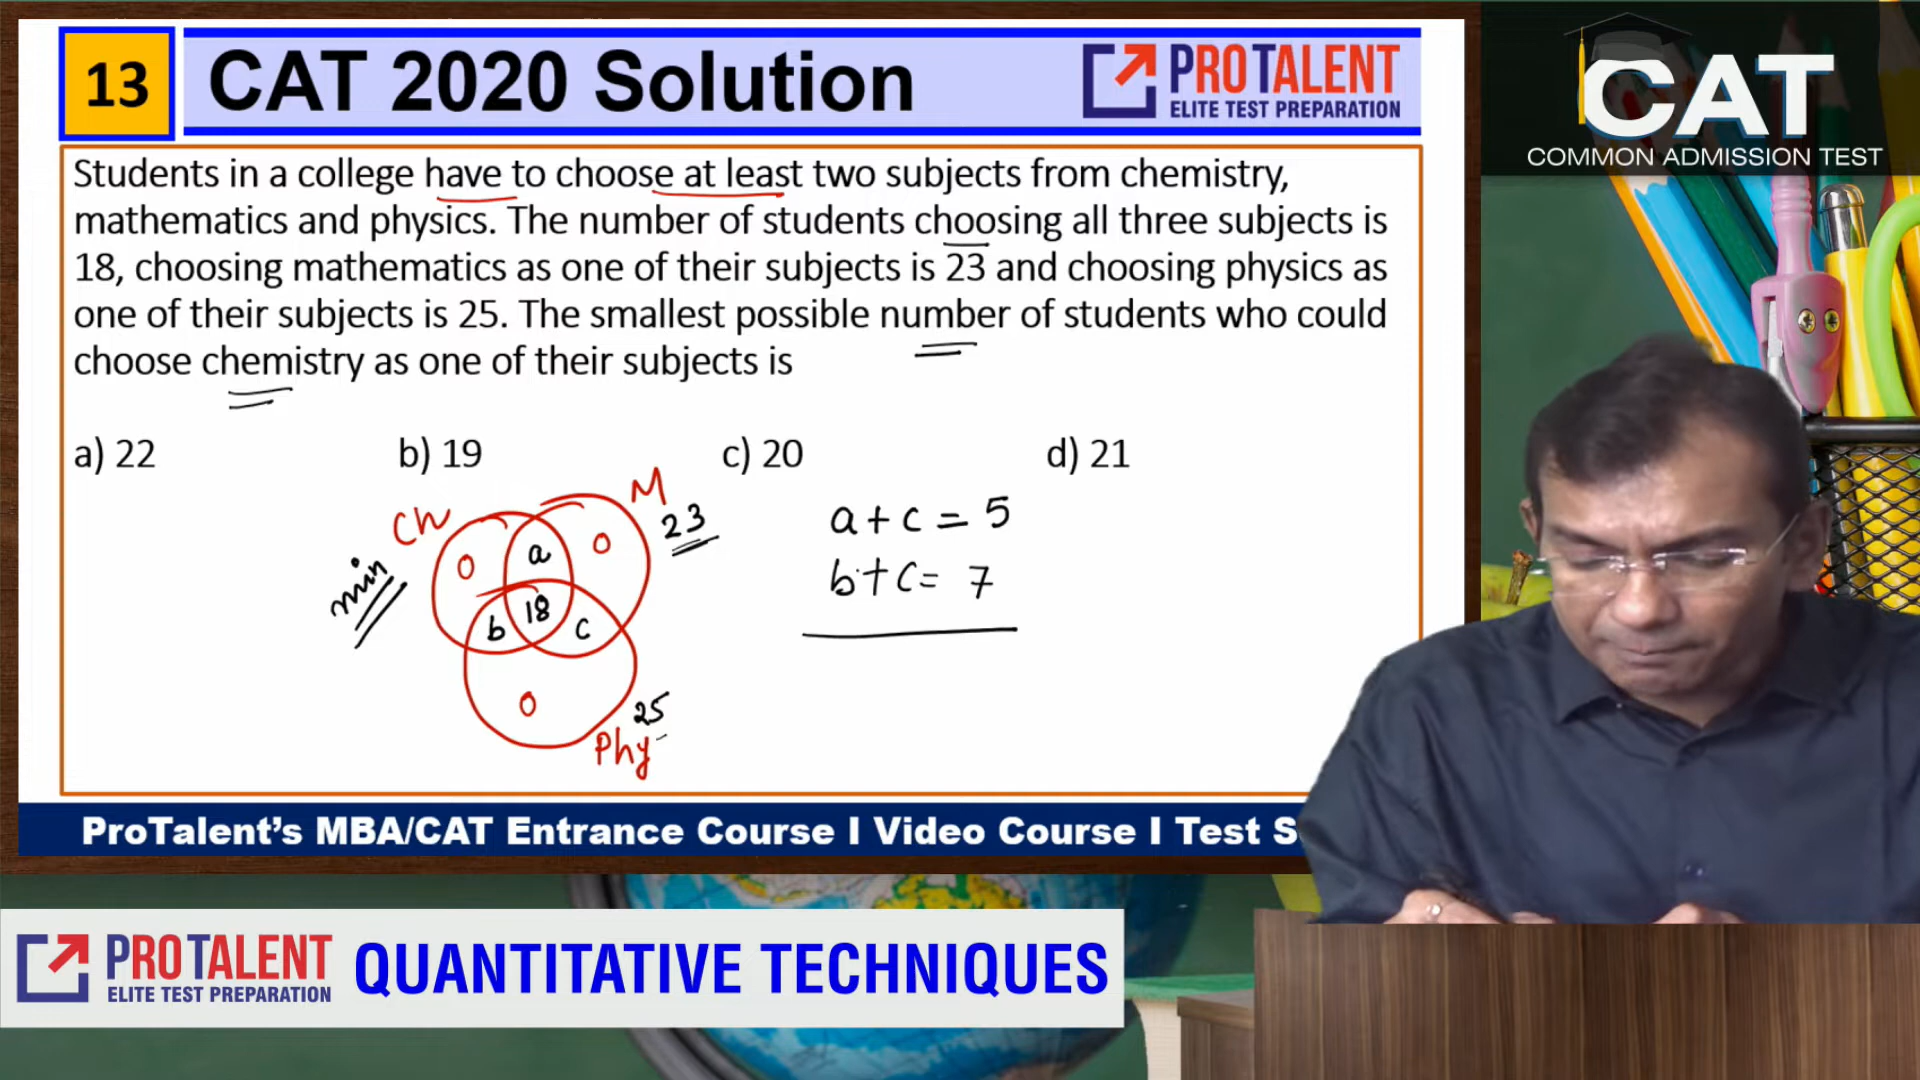 13
CAT 2020 Solution
PROTALENT
ELITE TEST PREPARATION
CAT
COMMON ADMISSION TEST
Students in a college have to choose at least two subjects from chemistry,
mathematics and physics. The number of students choosing all three subjects is
18, choosing mathematics as one of their subjects is 23 and choosing physics as
one of their subjects is 25. The smallest possible number of students who could
choose chemistry as one of their subjects is
a) 22 b) 19 c) 20 d) 21
Ch M
23
min
0 a 0
b 18 c
0
25
Phy
a + c = 5
b + c = 7
ProTalent's MBA/CAT Entrance Course I Video Course I Test S
PROTALENT
ELITE TEST PREPARATION
QUANTITATIVE TECHNIQUES